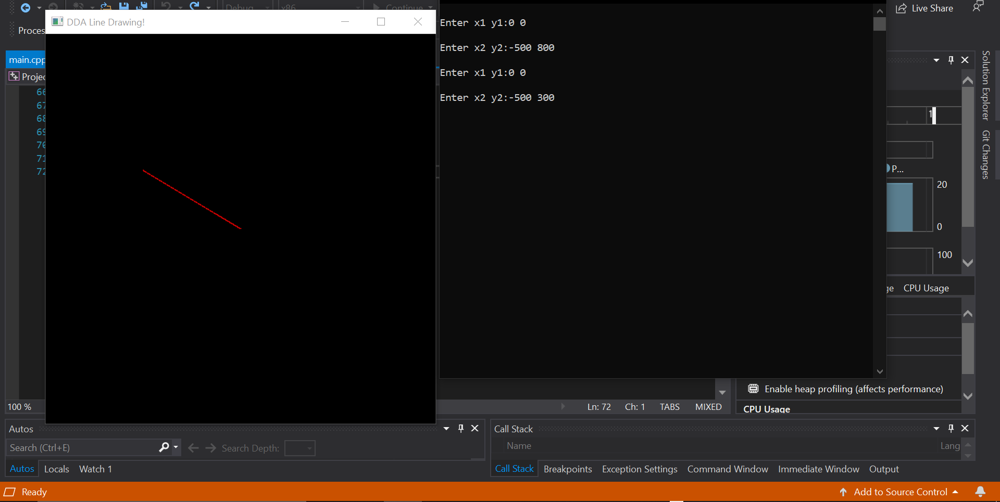 Debug
x86
Continue
Live Share
DDA Line Drawing!
Enter x1 y1:0 0
Enter x2 y2:-500 800
Enter x1 y1:0 0
Enter x2 y2:-500 300
Proces
main.cpp
Projec
66
67
68
69
70
71
72
Solution Explorer
Git Changes
1
P...
20
0
100
ge
CPU Usage
Enable heap profiling (affects performance)
CPU Usage
100 %
Ln: 72
Ch: 1
TABS
MIXED
Autos
Search (Ctrl+E)
Search Depth:
Autos
Locals
Watch 1
Call Stack
Name
Lang
Call Stack
Breakpoints
Exception Settings
Command Window
Immediate Window
Output
Ready
Add to Source Control